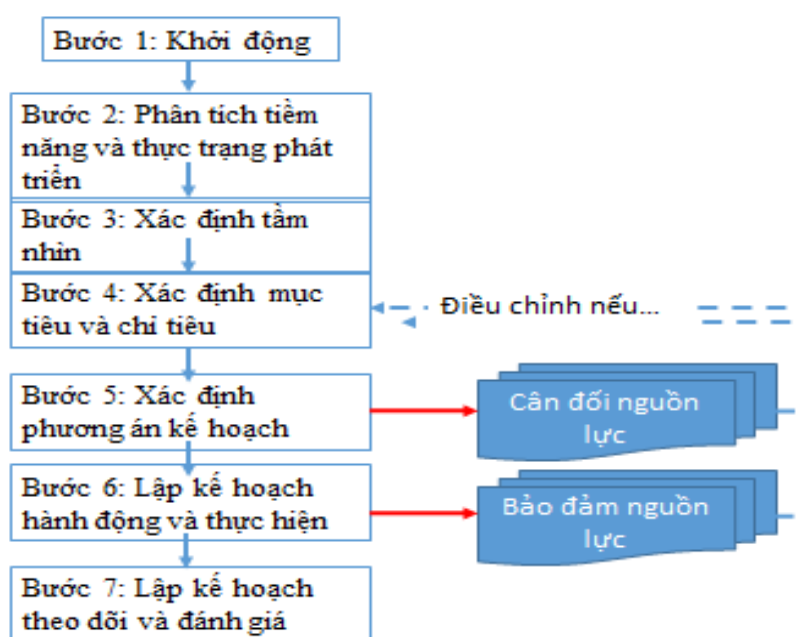 Bước 1: Khởi động
Bước 2: Phân tích tiềm
năng và thực trạng phát
triển
Bước 3: Xác định tầm
nhìn
Bước 4: Xác định mục
tiêu và chỉ tiêu
Điều chỉnh nếu...
Bước 5: Xác định
phương án kế hoạch
Cân đối nguồn
lực
Bước 6: Lập kế hoạch
hành động và thực hiện
Bảo đảm nguồn
lực
Bước 7: Lập kế hoạch
theo dõi và đánh giá